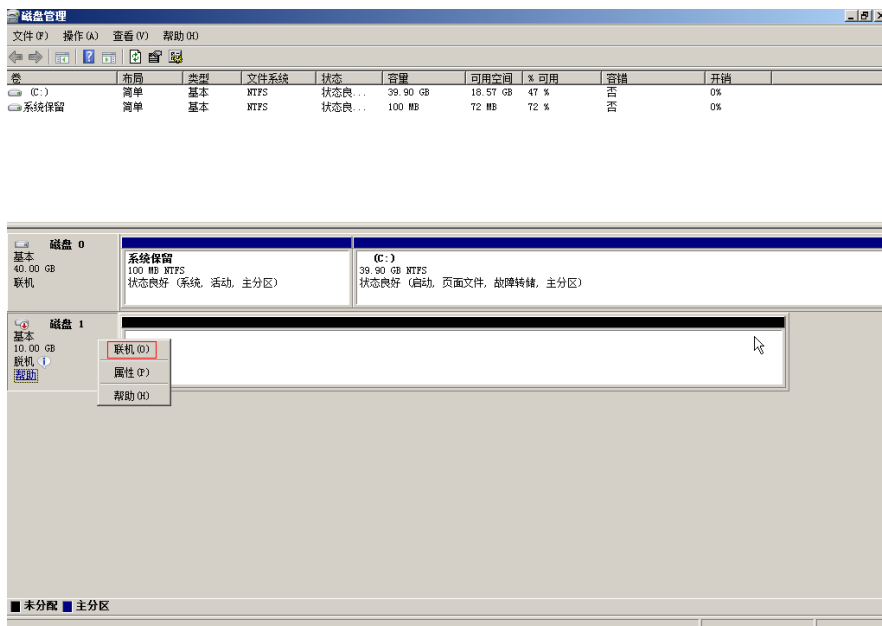 磁盘管理
文件(F) 操作(A) 查看(V) 帮助(H)
卷 布局 类型 文件系统 状态 容量 可用空间 % 可用 容错 开销
(C:) 简单 基本 NTFS 状态良... 39.90 GB 18.57 GB 47 % 否 0%
系统保留 简单 基本 NTFS 状态良... 100 MB 72 MB 72 % 否 0%
磁盘 0
基本
40.00 GB
联机
系统保留
100 MB NTFS
状态良好 (系统, 活动, 主分区)
(C:)
39.90 GB NTFS
状态良好 (启动, 页面文件, 故障转储, 主分区)
磁盘 1
基本
10.00 GB
脱机
帮助
联机(O)
属性(P)
帮助(H)
未分配 主分区